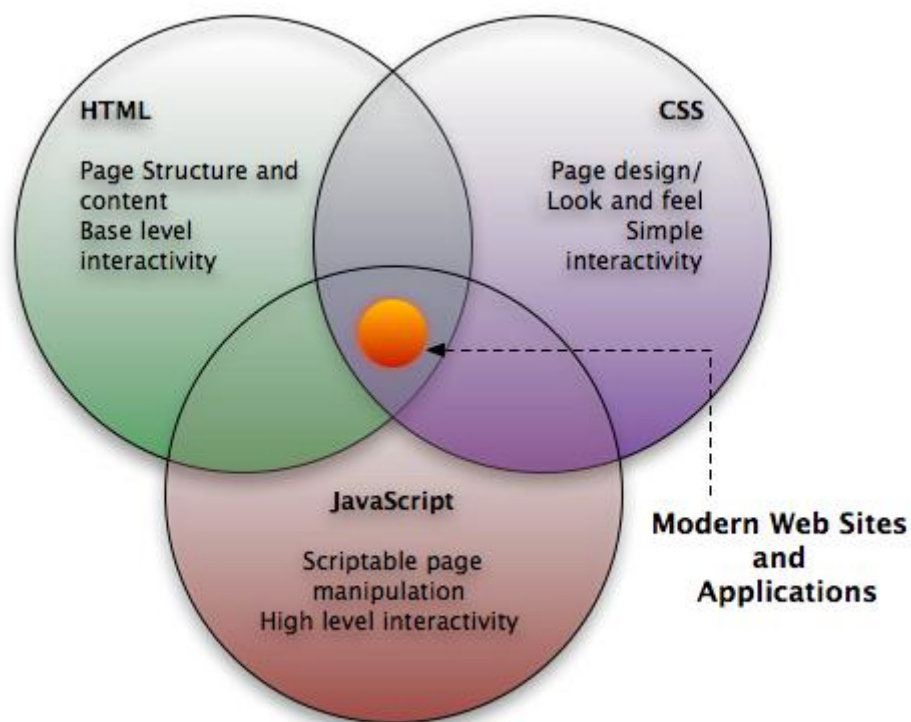 HTML
Page Structure and
content
Base level
interactivity
CSS
Page design/
Look and feel
Simple
interactivity
JavaScript
Scriptable page
manipulation
High level interactivity
Modern Web Sites
and
Applications